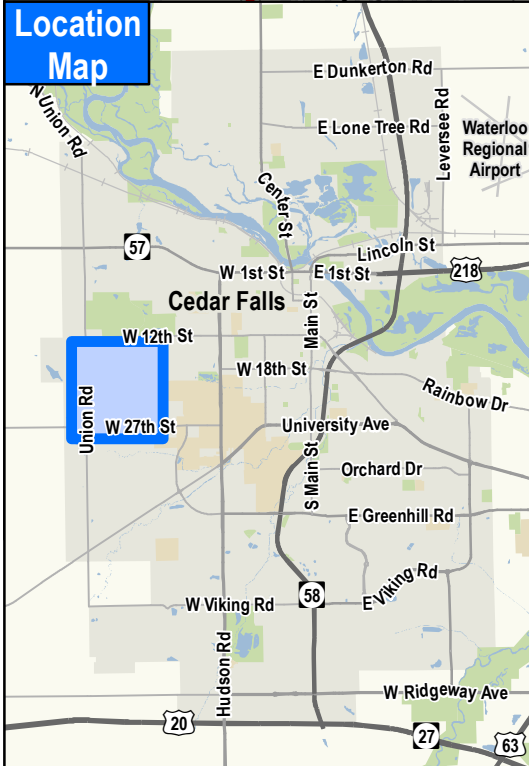 Location
Map
E Dunkerton Rd
N Union Rd
E Lone Tree Rd
Leversee Rd
Waterloo
Regional
Airport
Center St
57
Lincoln St
W 1st St
E 1st St
218
Cedar Falls
Main St
W 12th St
W 18th St
Rainbow Dr
Union Rd
W 27th St
University Ave
S Main St
Orchard Dr
E Greenhill Rd
E Viking Rd
W Viking Rd
58
Hudson Rd
W Ridgeway Ave
20
27
63